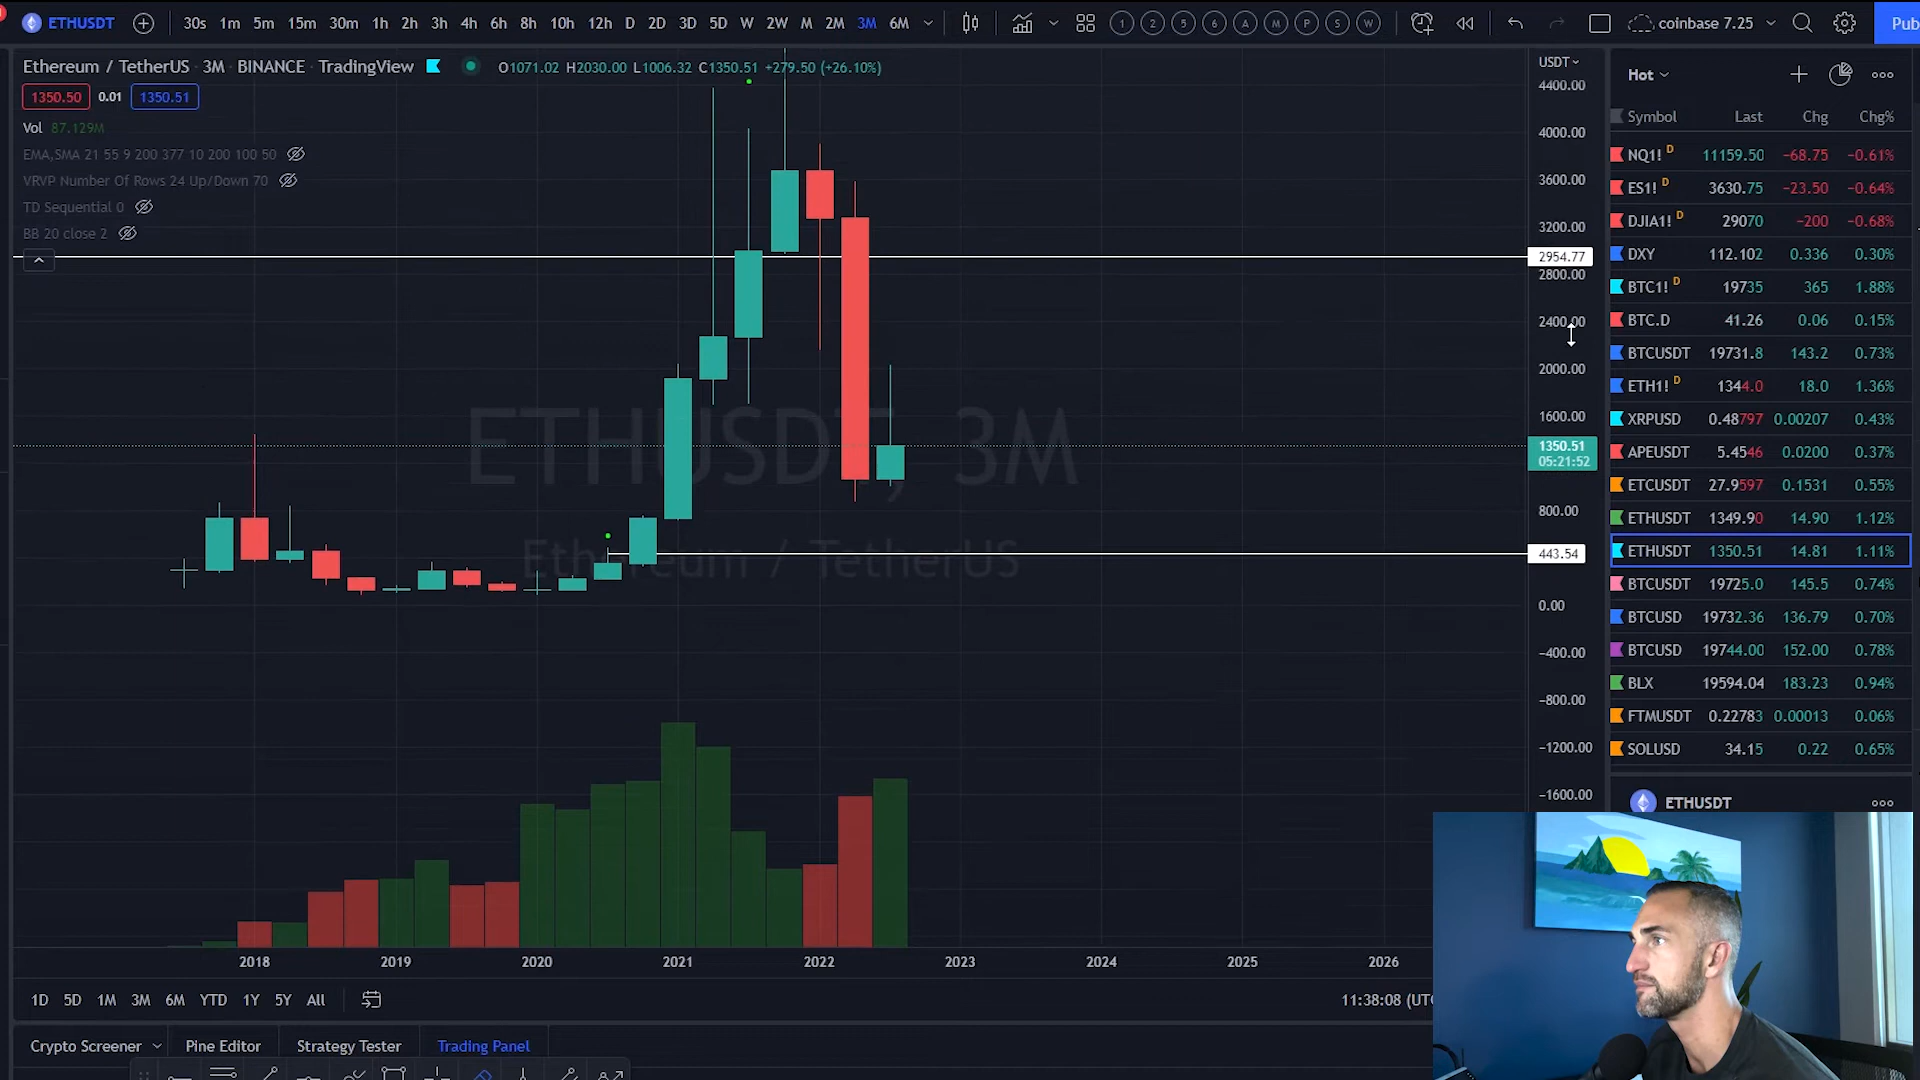 ETHUSDT 30s 1m 5m 15m 30m 1h 2h 3h 4h 6h 8h 10h 12h D 2D 3D 5D W 2W M 2M 3M 6M 1 2 5 6 A M P S W coinbase 7.25 Pub
Ethereum / TetherUS · 3M · BINANCE · TradingView O1071.02 H2030.00 L1006.32 C1350.51 +279.50 (+26.10%)
1350.50 0.01 1350.51
Vol 87.129M
EMA,SMA 21 55 9 200 377 10 200 100 50
VRVP Number Of Rows 24 Up/Down 70
TD Sequential 0
BB 20 close 2
ETHUSDT, 3M
Ethereum / TetherUS
USDT
4400.00
4000.00
3600.00
3200.00
2954.77
2800.00
2400.00
2000.00
1600.00
1350.51
05:21:52
800.00
443.54
0.00
−400.00
−800.00
−1200.00
−1600.00
2018 2019 2020 2021 2022 2023 2024 2025 2026
1D 5D 1M 3M 6M YTD 1Y 5Y All 11:38:08 (UTC
Crypto Screener Pine Editor Strategy Tester Trading Panel
Hot
Symbol Last Chg Chg%
NQ1! D 11159.50 −68.75 −0.61%
ES1! D 3630.75 −23.50 −0.64%
DJIA1! D 29070 −200 −0.68%
DXY 112.102 0.336 0.30%
BTC1! D 19735 365 1.88%
BTC.D 41.26 0.06 0.15%
BTCUSDT 19731.8 143.2 0.73%
ETH1! D 1344.0 18.0 1.36%
XRPUSD 0.48797 0.00207 0.43%
APEUSDT 5.4546 0.0200 0.37%
ETCUSDT 27.9597 0.1531 0.55%
ETHUSDT 1349.90 14.90 1.12%
ETHUSDT 1350.51 14.81 1.11%
BTCUSDT 19725.0 145.5 0.74%
BTCUSD 19732.36 136.79 0.70%
BTCUSD 19744.00 152.00 0.78%
BLX 19594.04 183.23 0.94%
FTMUSDT 0.22783 0.00013 0.06%
SOLUSD 34.15 0.22 0.65%
ETHUSDT